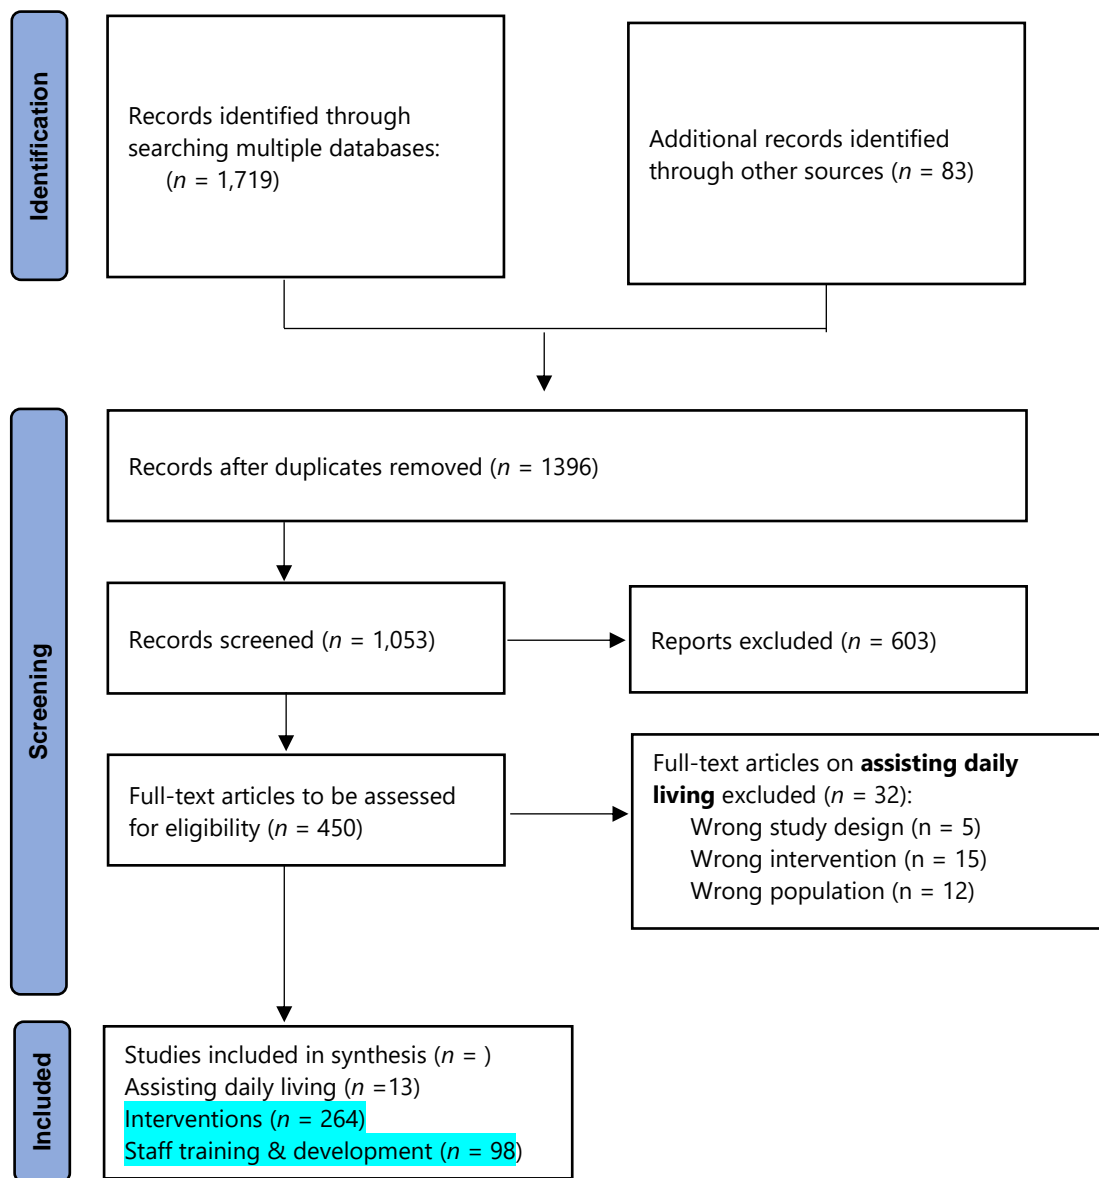 Identification
Records identified through
searching multiple databases:
(n = 1,719)
Additional records identified
through other sources (n = 83)
Screening
Records after duplicates removed (n = 1396)
Records screened (n = 1,053)
Reports excluded (n = 603)
Full-text articles to be assessed
for eligibility (n = 450)
Full-text articles on assisting daily
living excluded (n = 32):
Wrong study design (n = 5)
Wrong intervention (n = 15)
Wrong population (n = 12)
Included
Studies included in synthesis (n = )
Assisting daily living (n =13)
Interventions (n = 264)
Staff training & development (n = 98)